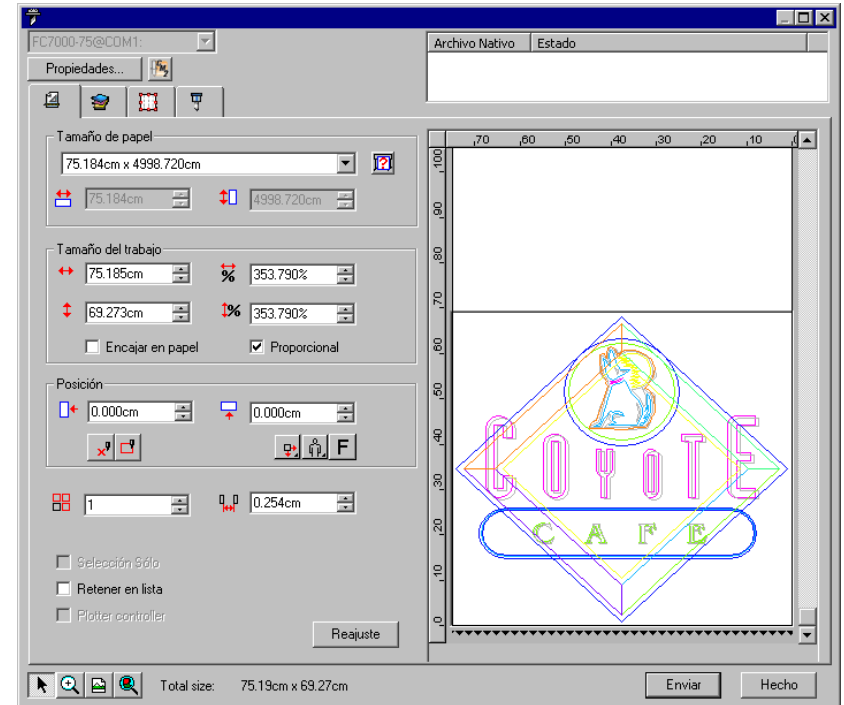 FC7000-75@COM1:
Propiedades...
Archivo Nativo Estado
Tamaño de papel
75.184cm x 4998.720cm
75.184cm 4998.720cm
Tamaño del trabajo
75.185cm % 353.790%
69.273cm % 353.790%
Encajar en papel Proporcional
Posición
0.000cm 0.000cm
F
1 0.254cm
Selección Sólo
Retener en lista
Plotter controller
Reajuste
70 60 50 40 30 20 10
100
90
80
70
60
50
40
30
20
10
0
COYOTE
CAFE
Total size: 75.19cm x 69.27cm
Enviar Hecho